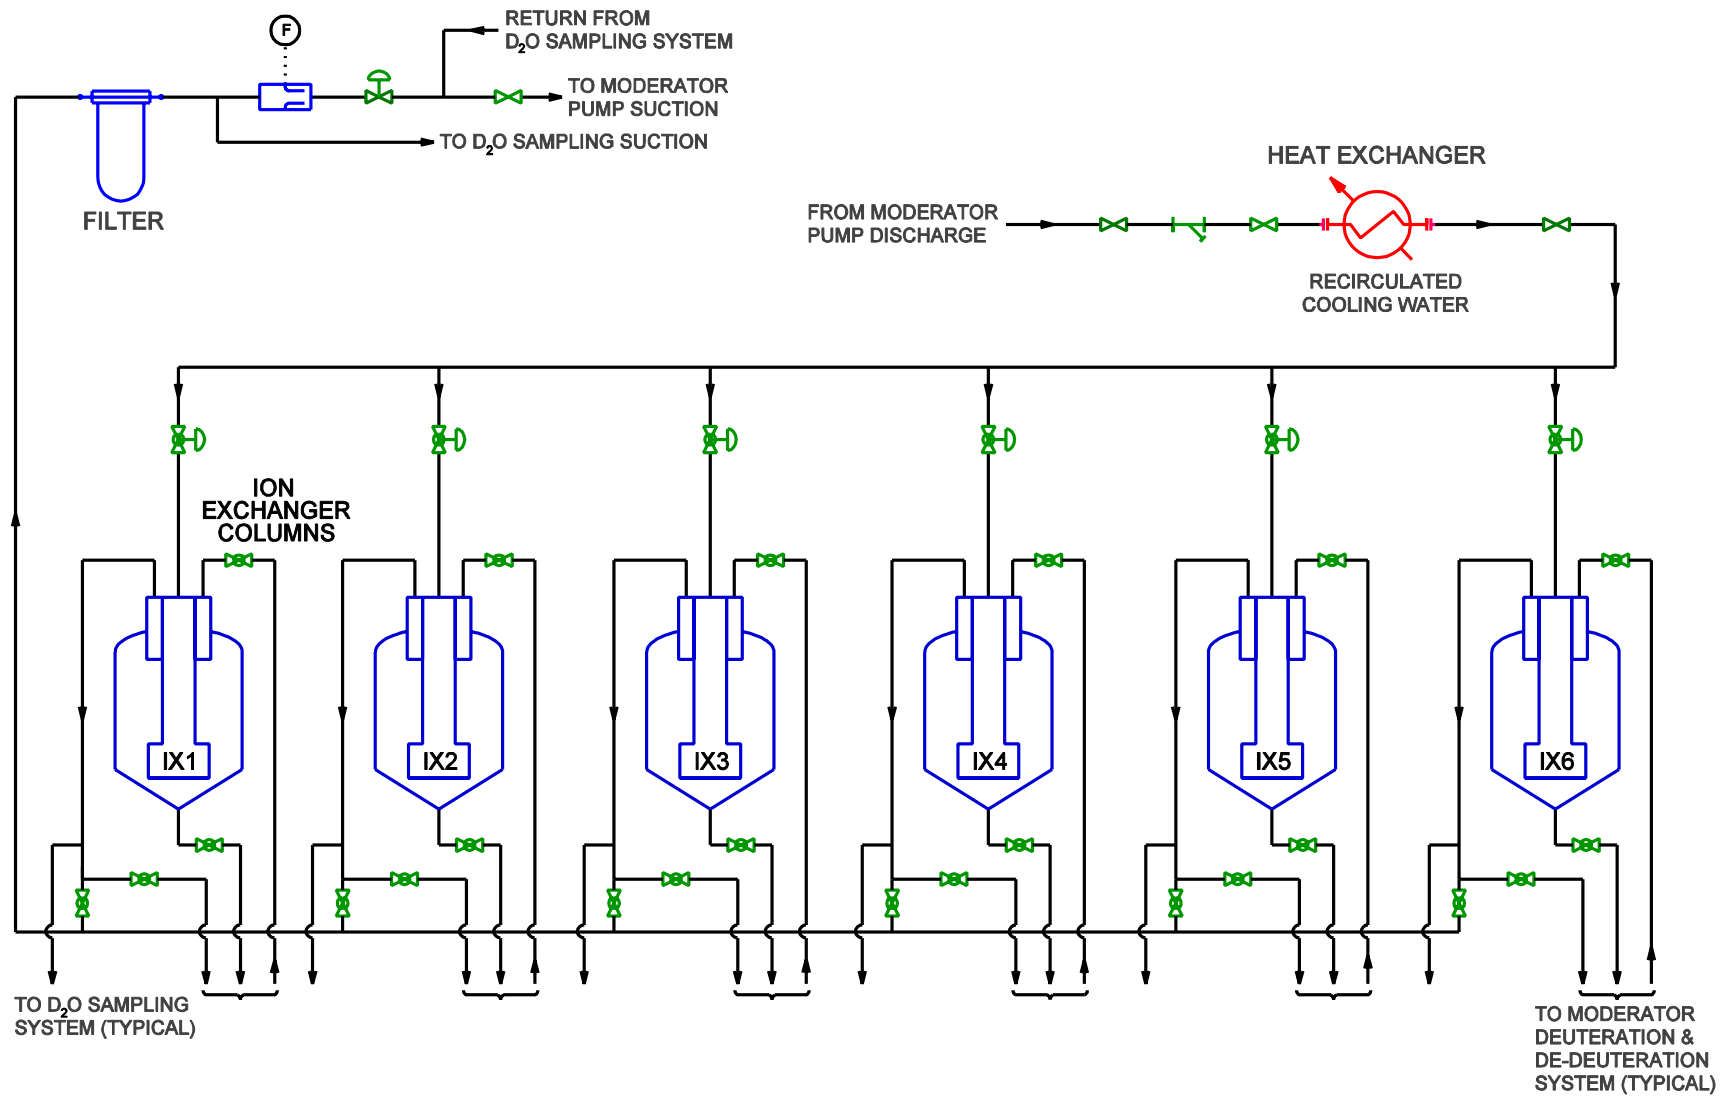 F
RETURN FROM
D2O SAMPLING SYSTEM
TO MODERATOR
PUMP SUCTION
TO D2O SAMPLING SUCTION
FILTER
HEAT EXCHANGER
FROM MODERATOR
PUMP DISCHARGE
RECIRCULATED
COOLING WATER
ION
EXCHANGER
COLUMNS
IX1
IX2
IX3
IX4
IX5
IX6
TO D2O SAMPLING
SYSTEM (TYPICAL)
TO MODERATOR
DEUTERATION &
DE-DEUTERATION
SYSTEM (TYPICAL)